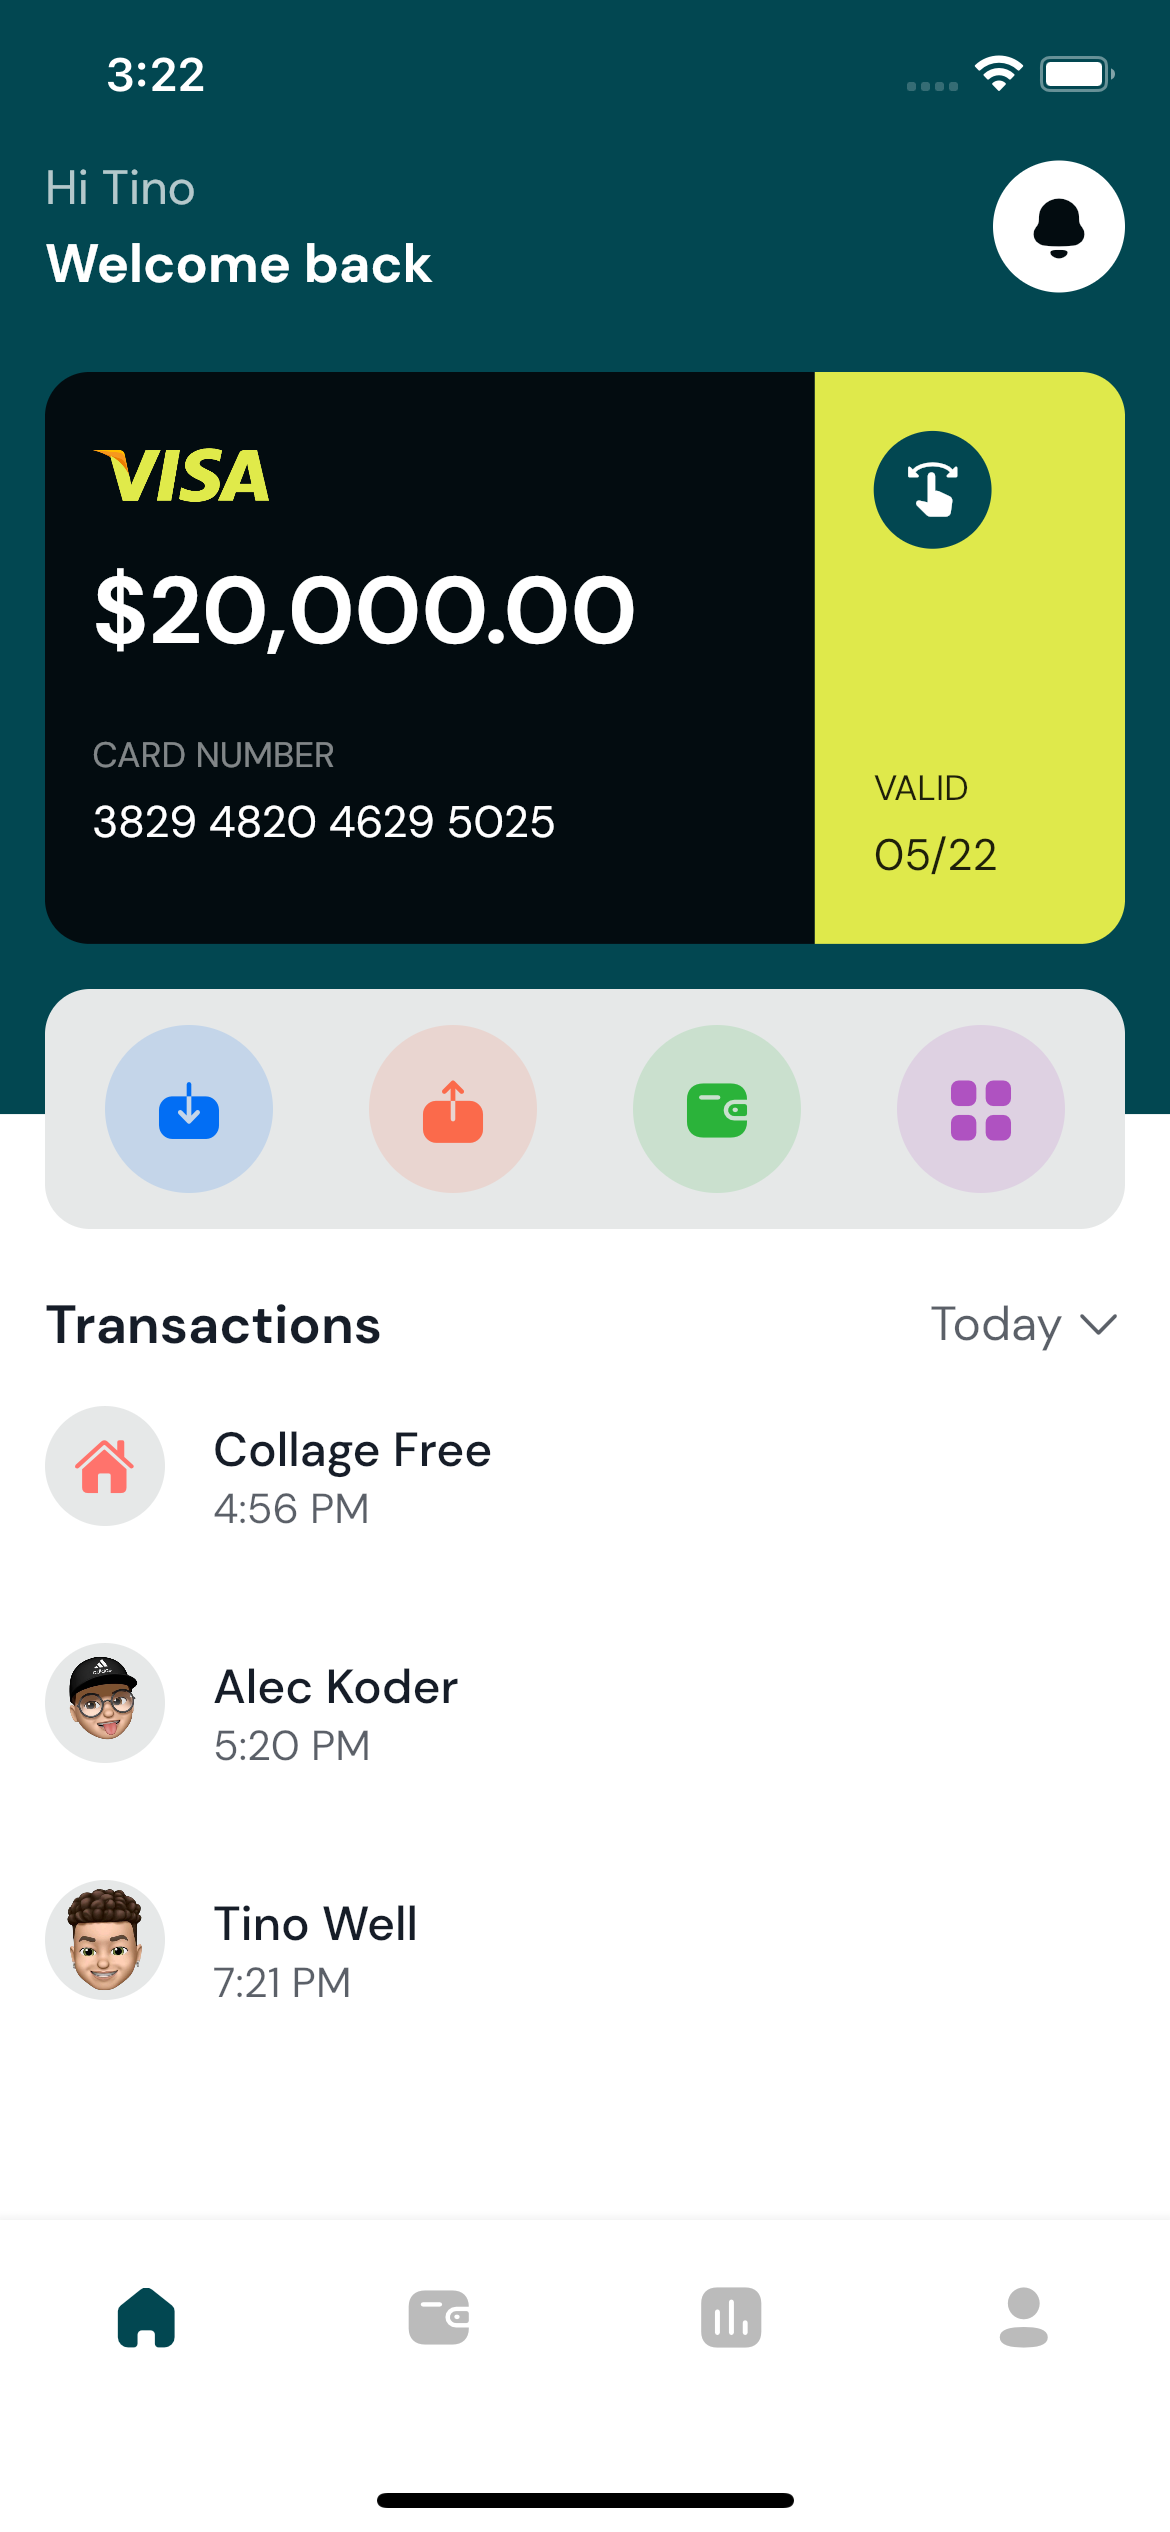 3:22
Hi Tino
Welcome back
VISA
$20,000.00
CARD NUMBER
3829 4820 4629 5025
VALID
05/22
Transactions
Today
Collage Free
4:56 PM
Alec Koder
5:20 PM
Tino Well
7:21 PM